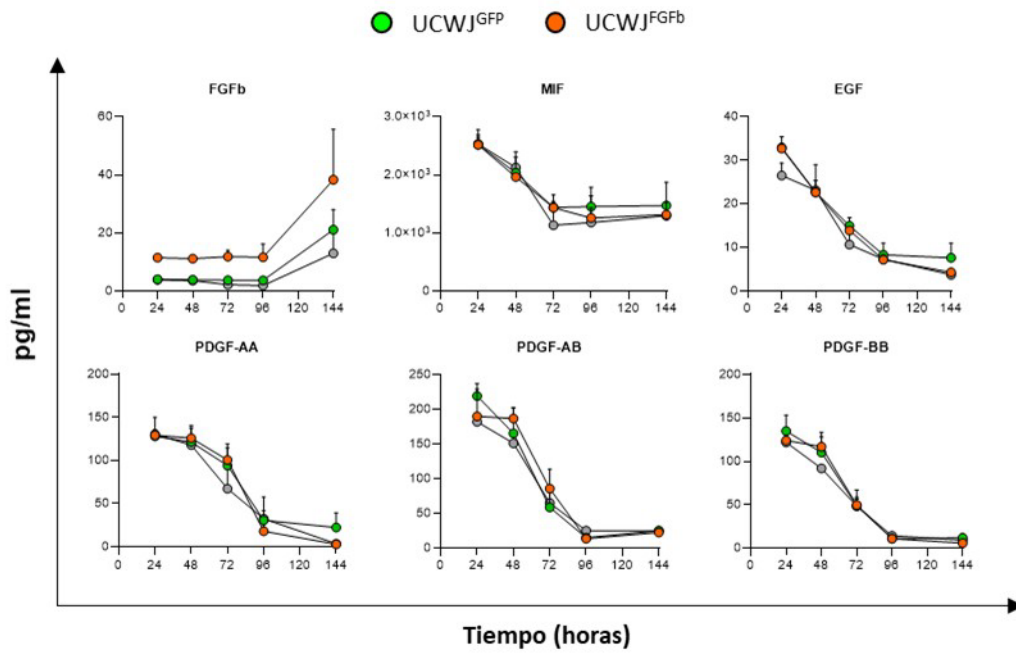 UCWJGFP UCWJFGFb
FGFb MIF EGF
60 3.0×10³ 40
40 2.0×10³ 30
20 1.0×10³ 20
10
0 0.0 0
0 24 48 72 96 120 144 0 24 48 72 96 120 144 0 24 48 72 96 120 144
pg/ml
PDGF-AA PDGF-AB PDGF-BB
200 250 200
150 200 150
100 150 100
50 100 50
50
0 0 0
0 24 48 72 96 120 144 0 24 48 72 96 120 144 0 24 48 72 96 120 144
Tiempo (horas)